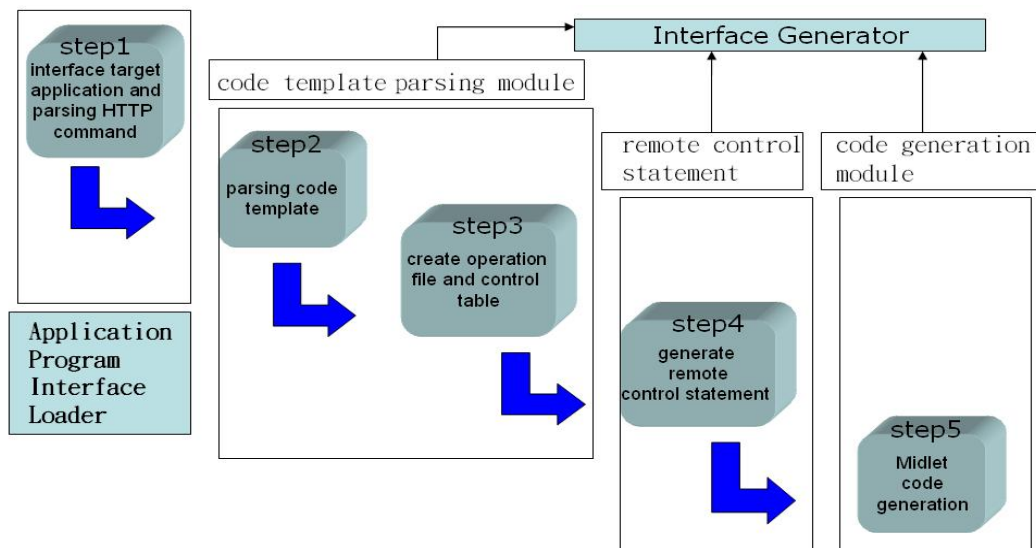 step1
interface target
application and
parsing HTTP
command
Application
Program
Interface
Loader
Interface Generator
code template parsing module
step2
parsing code
template
step3
create operation
file and control
table
remote control
statement
step4
generate
remote
control statement
code generation
module
step5
Midlet
code
generation